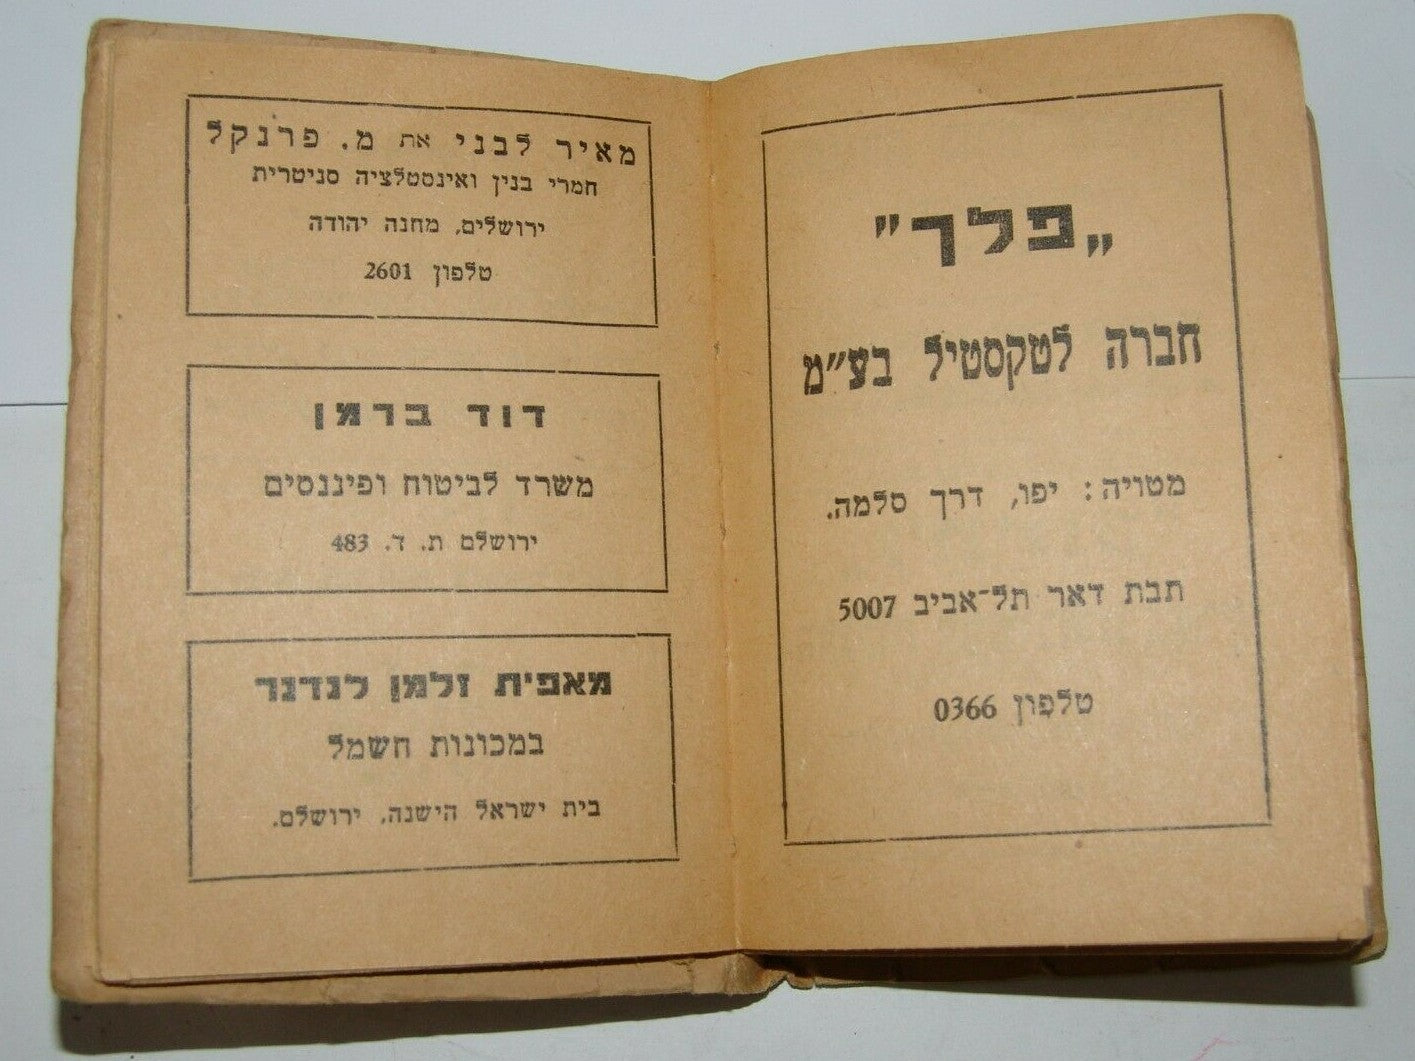 „פלך"
חברה לטקסטיל בע"מ
מטויה: יפו, דרך סלמה.
תבת דאר תל־אביב 5007
טלפון 0366
מאיר לבני את מ. פרנקל
חמרי בנין ואינסטלציה סניטרית
ירושלים, מחנה יהודה
טלפון 2601
דוד ברמן
משרד לביטוח ופיננסים
ירושלם ת. ד. 483
מאפית זלמן לנדנר
במכונות חשמל
בית ישראל הישנה, ירושלם.